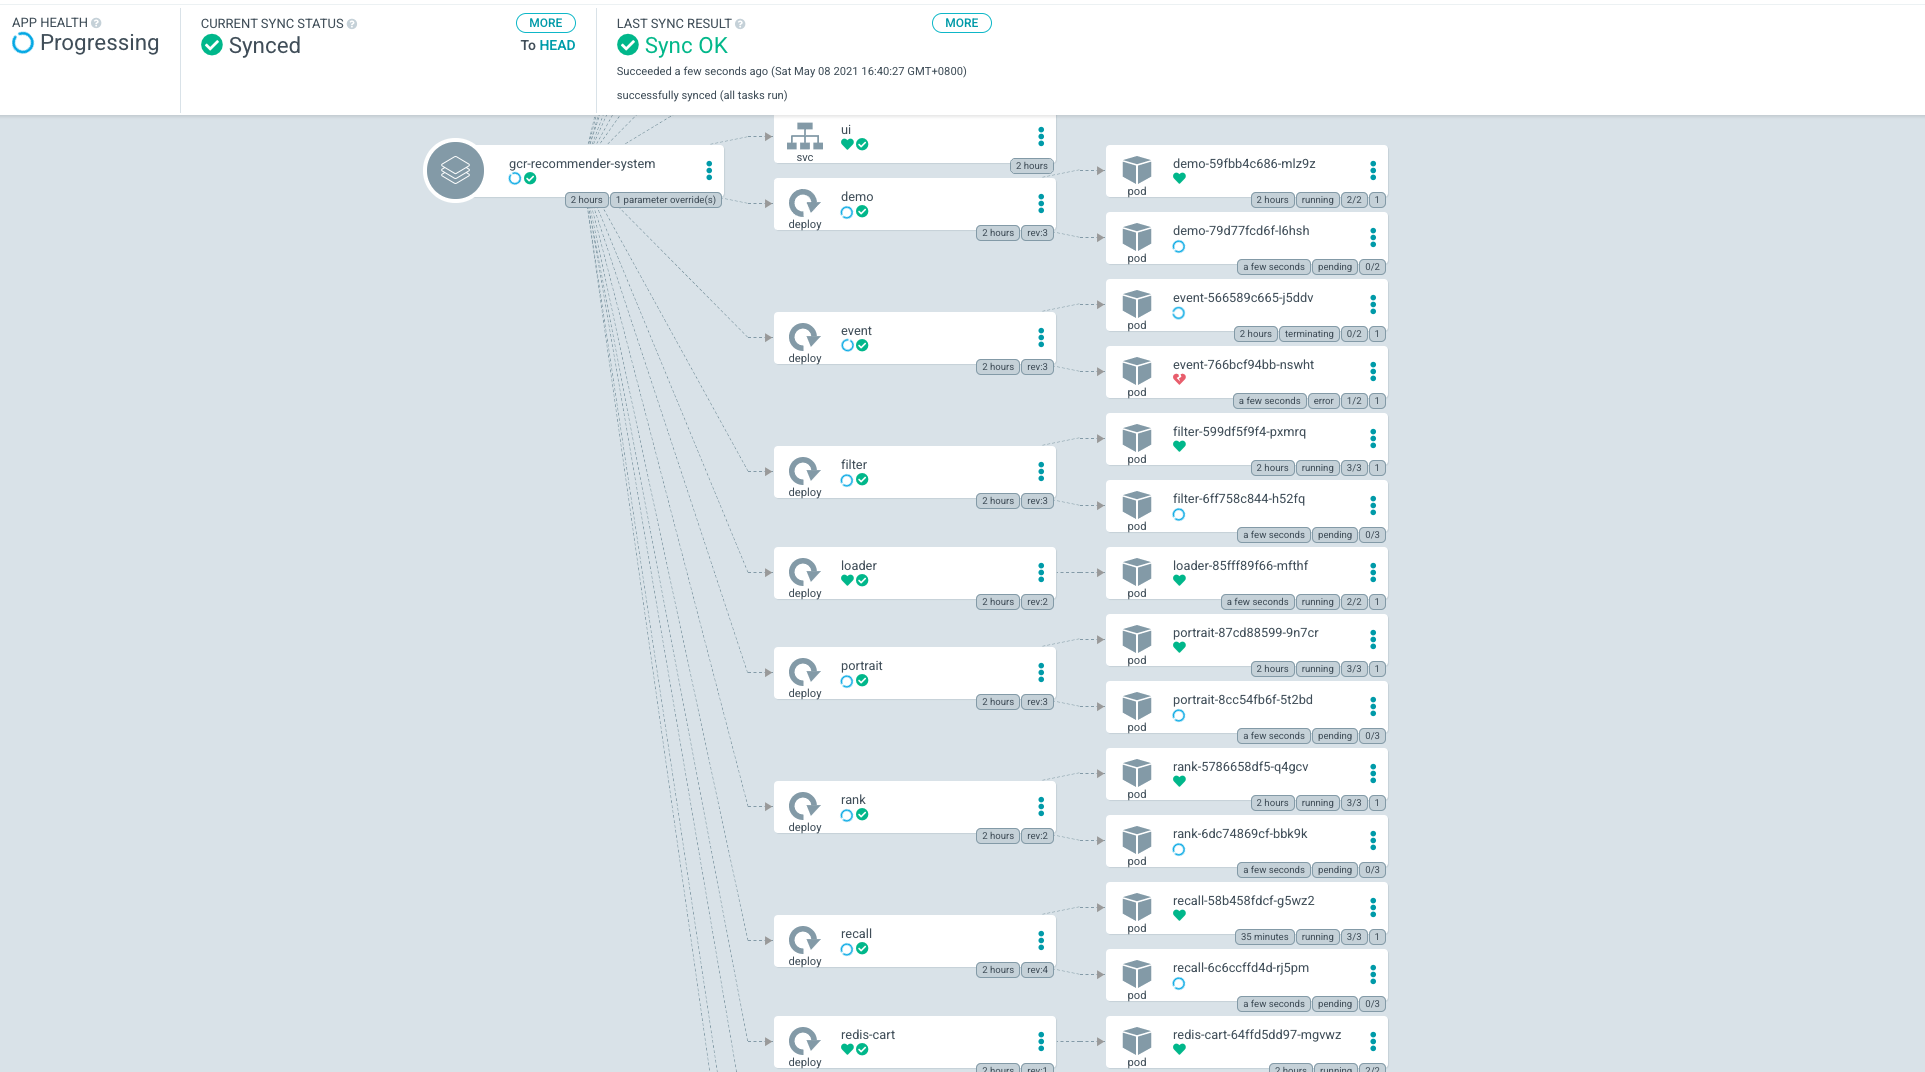 APP HEALTH
Progressing
CURRENT SYNC STATUS
MORE
Synced
To HEAD
LAST SYNC RESULT
MORE
Sync OK
Succeeded a few seconds ago (Sat May 08 2021 16:40:27 GMT+0800)
successfully synced (all tasks run)
gcr-recommender-system
2 hours 1 parameter override(s)
svc
ui
2 hours
deploy
demo
2 hours rev:3
deploy
event
2 hours rev:3
deploy
filter
2 hours rev:3
deploy
loader
2 hours rev:2
deploy
portrait
2 hours rev:3
deploy
rank
2 hours rev:2
deploy
recall
2 hours rev:4
deploy
redis-cart
2 hours rev:1
pod
demo-59fbb4c686-mlz9z
2 hours running 2/2 1
pod
demo-79d77fcd6f-l6hsh
a few seconds pending 0/2
pod
event-566589c665-j5ddv
2 hours terminating 0/2 1
pod
event-766bcf94bb-nswht
a few seconds error 1/2 1
pod
filter-599df5f9f4-pxmrq
2 hours running 3/3 1
pod
filter-6ff758c844-h52fq
a few seconds pending 0/3
pod
loader-85fff89f66-mfthf
a few seconds running 2/2 1
pod
portrait-87cd88599-9n7cr
2 hours running 3/3 1
pod
portrait-8cc54fb6f-5t2bd
a few seconds pending 0/3
pod
rank-5786658df5-q4gcv
2 hours running 3/3 1
pod
rank-6dc74869cf-bbk9k
a few seconds pending 0/3
pod
recall-58b458fdcf-g5wz2
35 minutes running 3/3 1
pod
recall-6c6ccffd4d-rj5pm
a few seconds pending 0/3
pod
redis-cart-64ffd5dd97-mgvwz
2 hours running 2/2